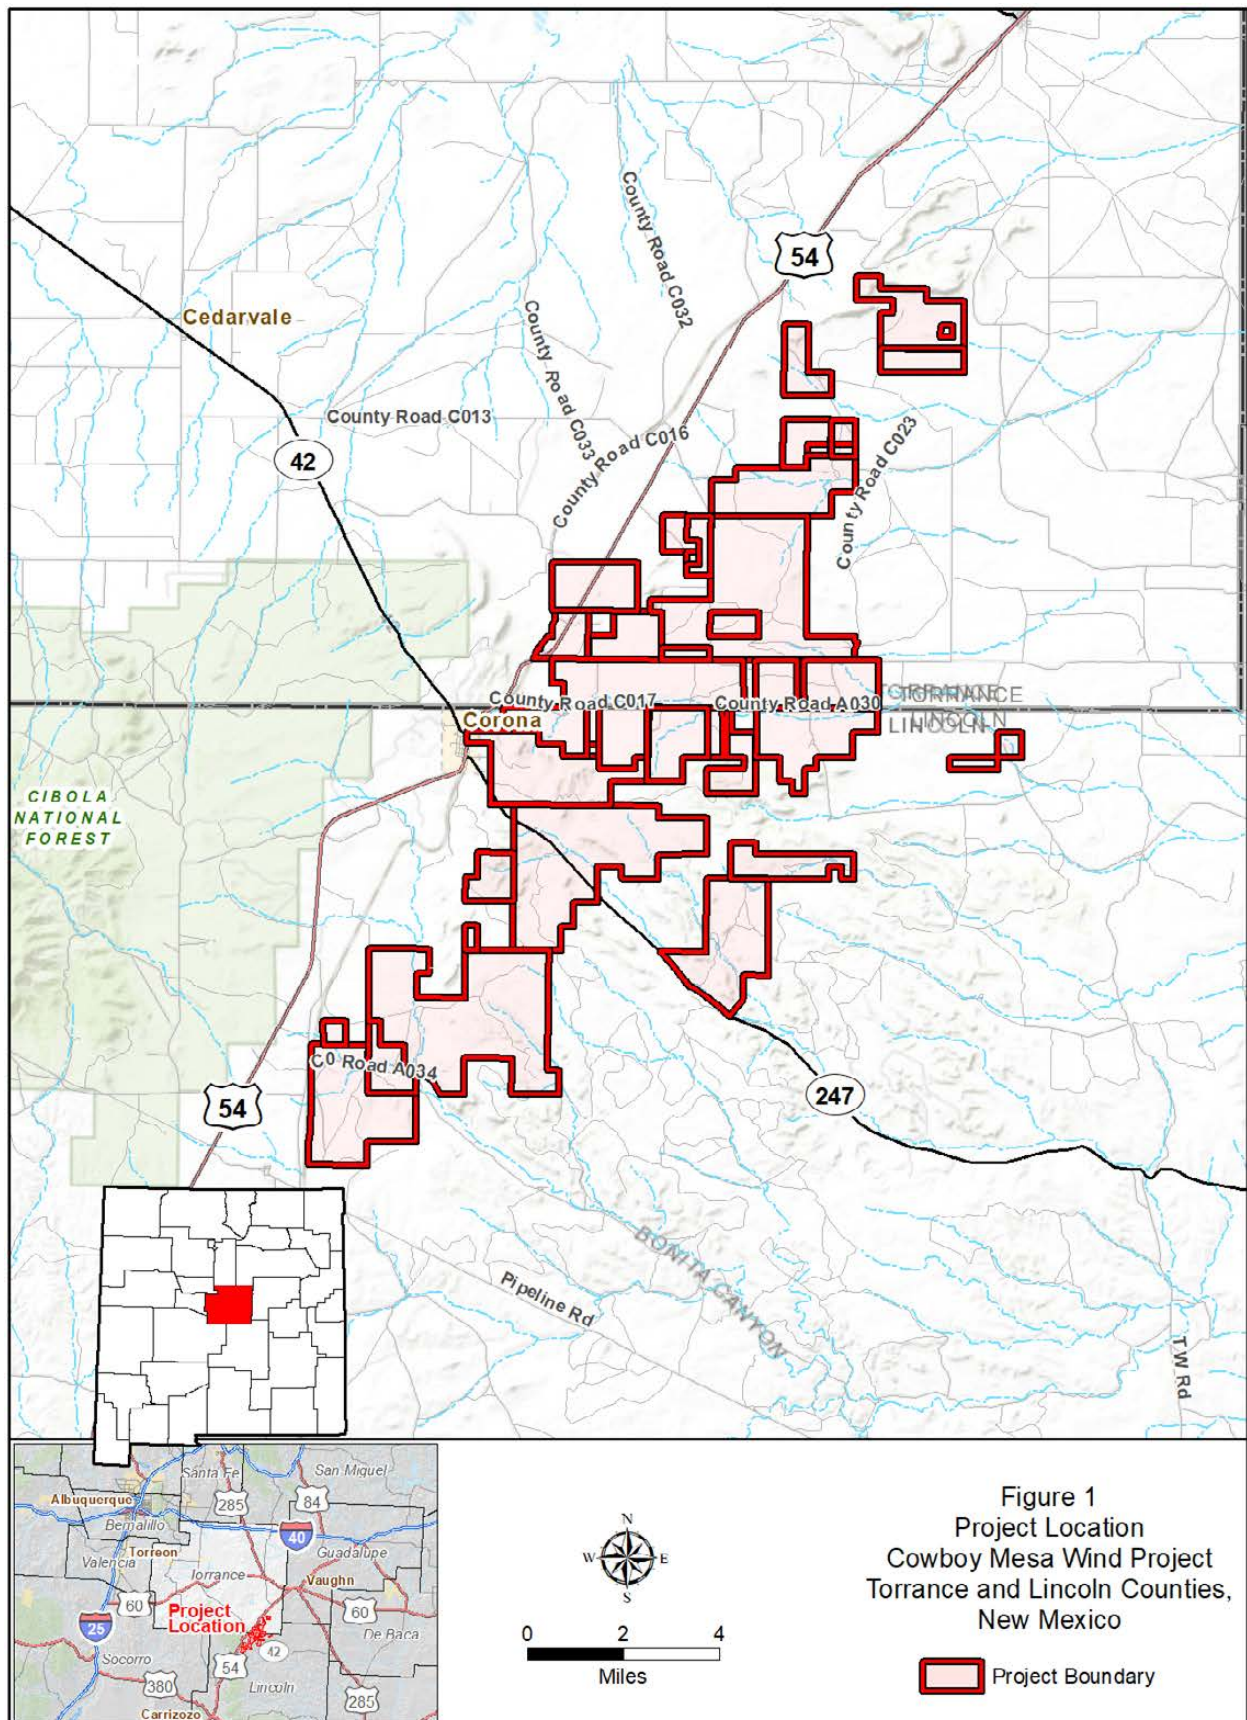 County Road C032
54
Cedarvale
County Road C033
County Road C013
County Road C016
County Road C023
42
County Road C017
County Road A030
TORRANCE
TORRANCE
LINCOLN
LINCOLN
Corona
CIBOLA
NATIONAL
FOREST
C0 Road A034
54
247
BONITA CANYON
Pipeline Rd
T W Rd
Santa Fe
San Miguel
Albuquerque
285
84
Bernalillo
40
Torreon
Guadalupe
Valencia
Torrance
Vaughn
60
60
Project
Location
25
De Baca
42
Socorro
54
380
Lincoln
285
Carrizozo
N
W
E
S
0
2
4
Miles
Figure 1
Project Location
Cowboy Mesa Wind Project
Torrance and Lincoln Counties,
New Mexico
Project Boundary